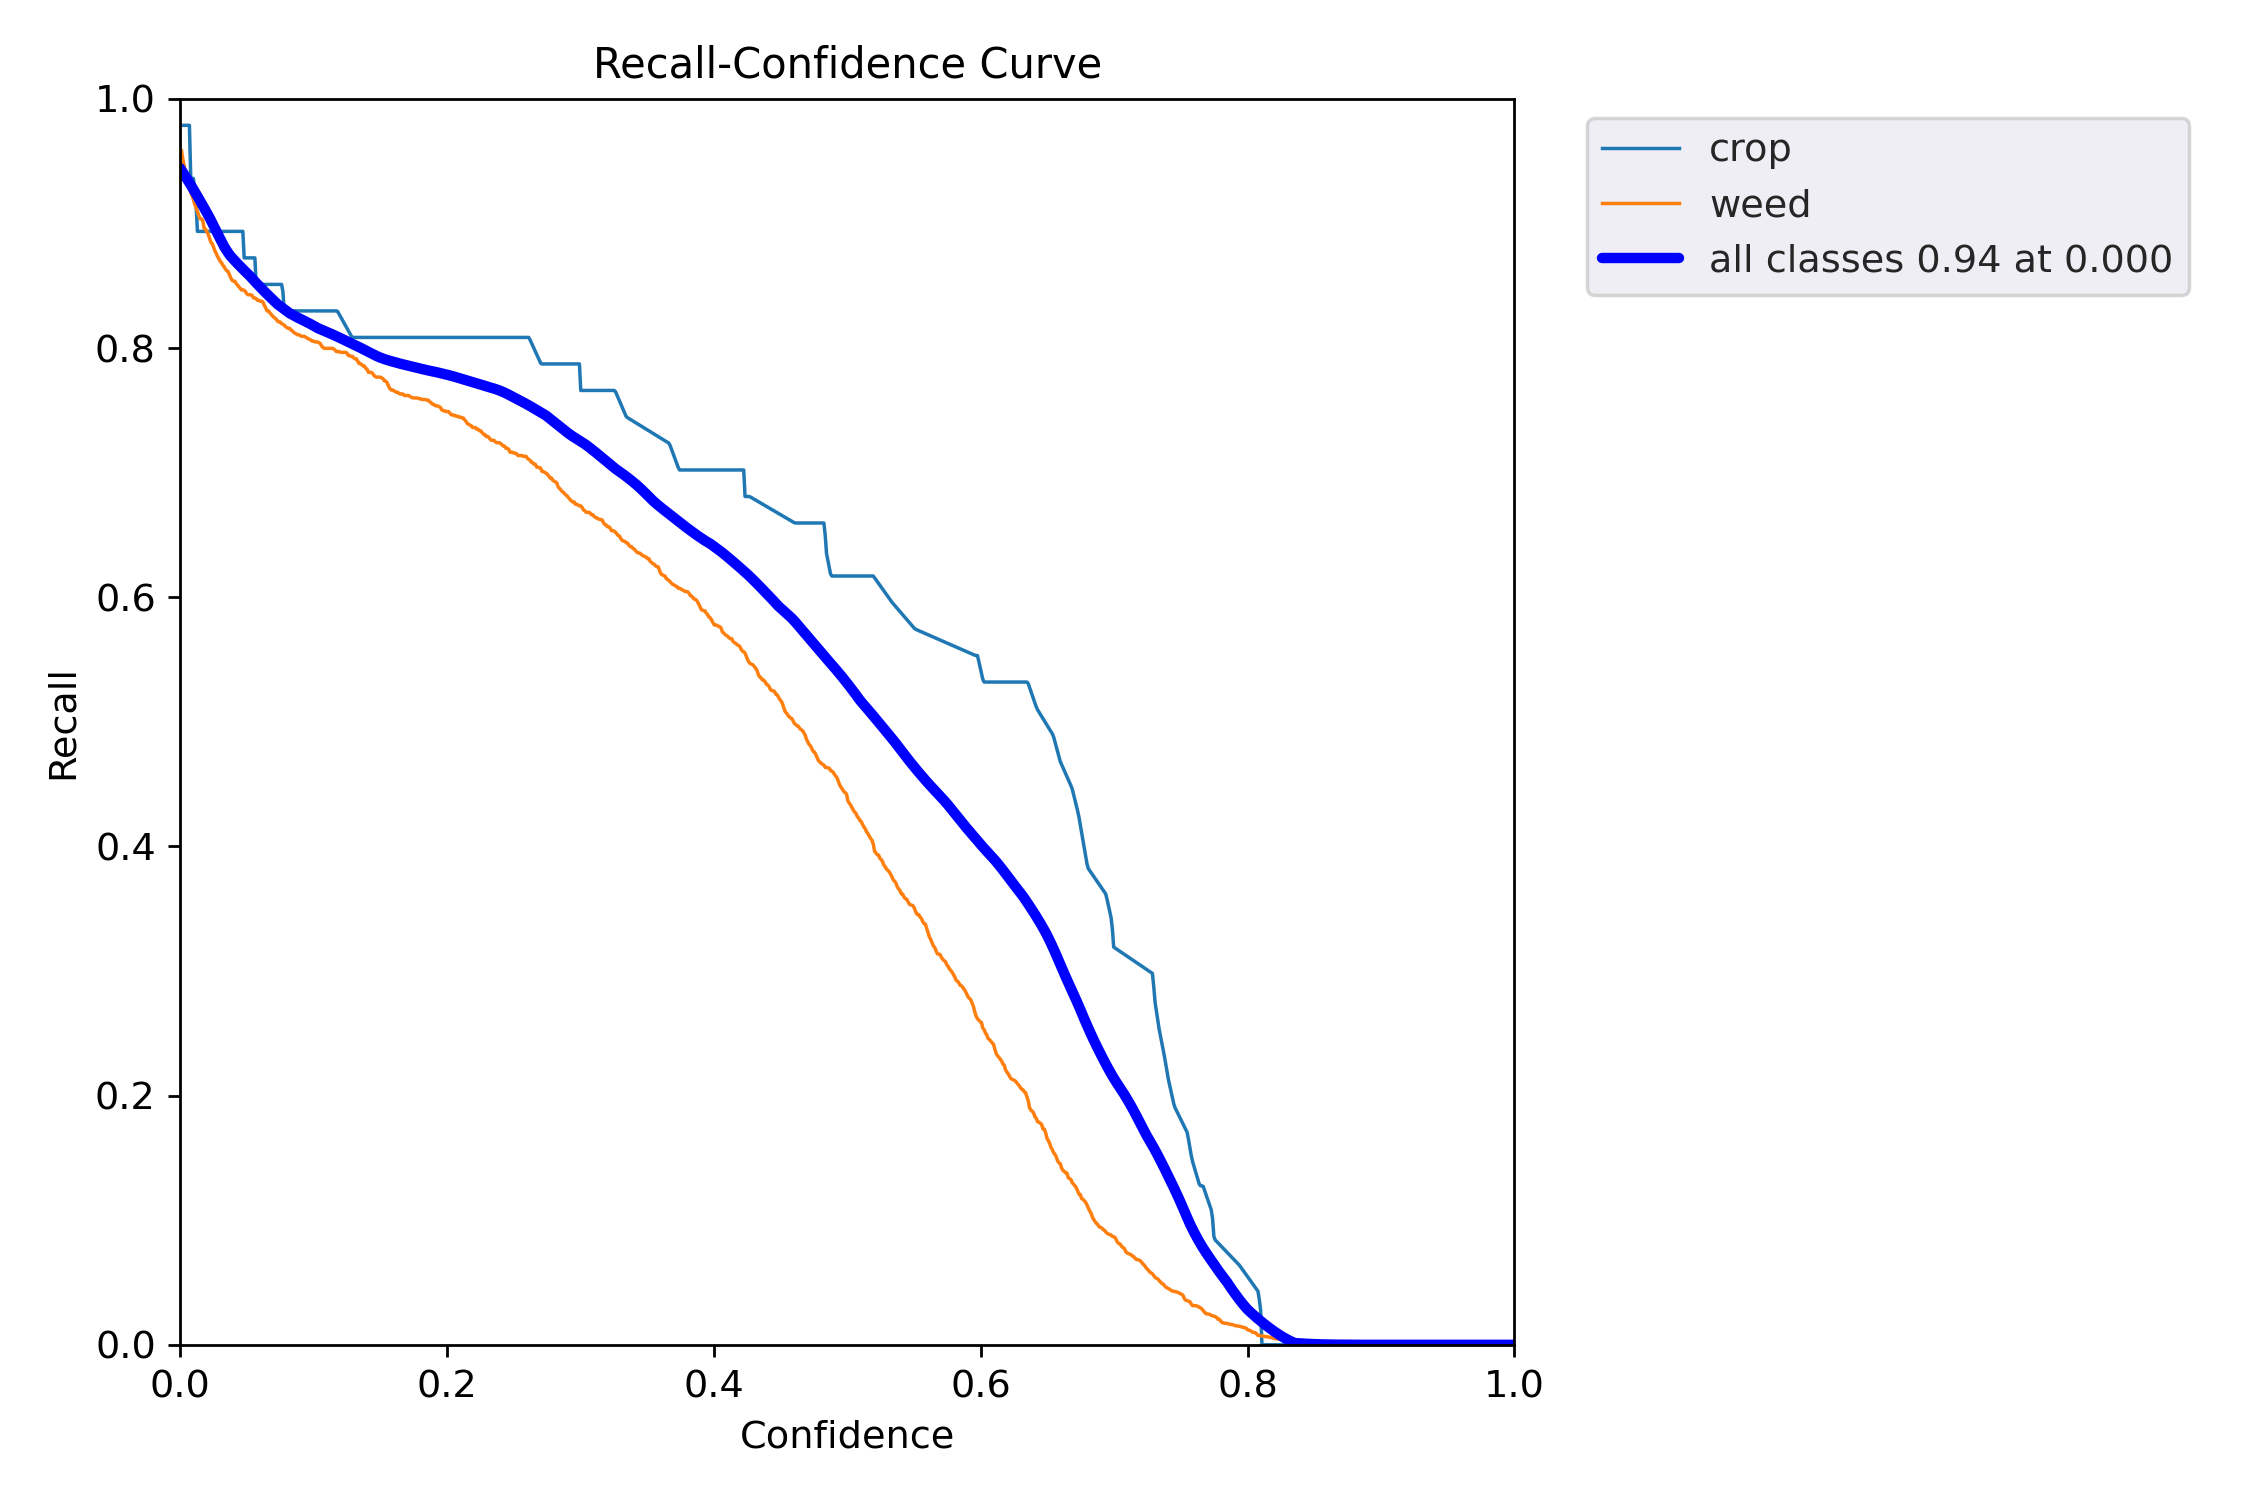 Recall-Confidence Curve
1.0
0.8
0.6
0.4
0.2
0.0
Recall
0.0 0.2 0.4 0.6 0.8 1.0
Confidence
crop
weed
all classes 0.94 at 0.000